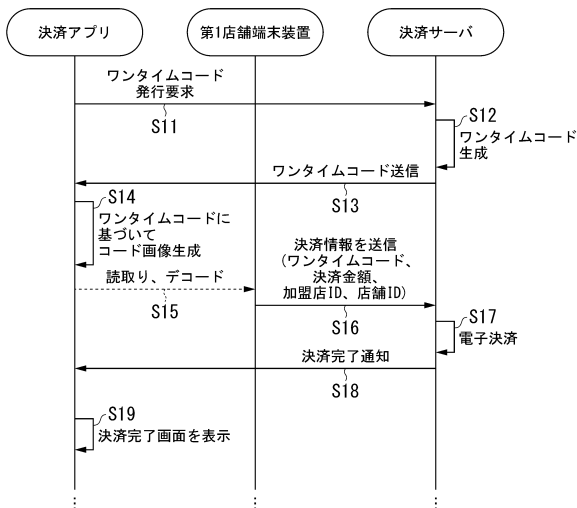 決済アプリ
第1店舗端末装置
決済サーバ
ワンタイムコード
発行要求
S11
S12
ワンタイムコード
生成
ワンタイムコード送信
S13
S14
ワンタイムコードに
基づいて
コード画像生成
決済情報を送信
(ワンタイムコード、
決済金額、
加盟店ID、店舗ID)
読取り、デコード
S15
S16
S17
電子決済
決済完了通知
S18
S19
決済完了画面を表示